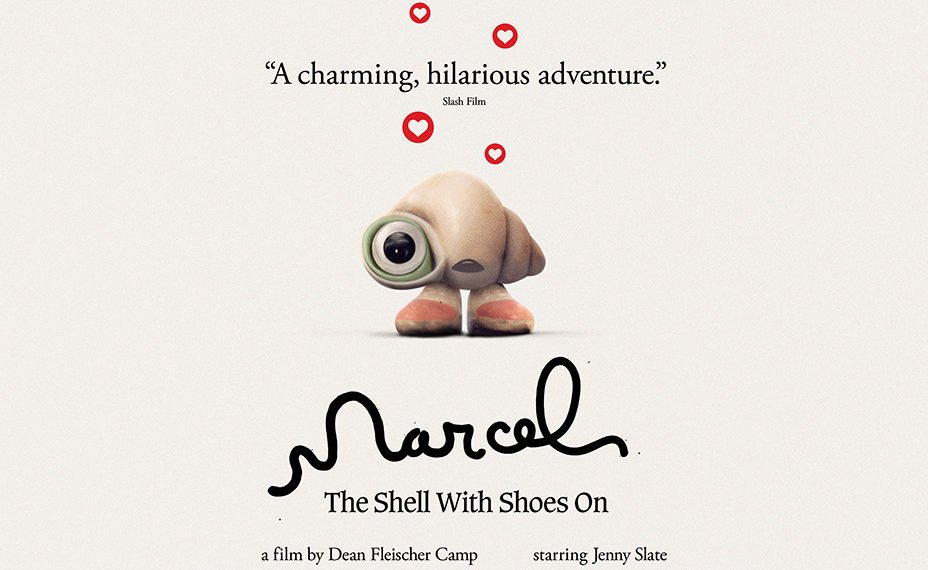 “A charming, hilarious adventure.”
Slash Film
Marcel
The Shell With Shoes On
a film by Dean Fleischer Camp starring Jenny Slate